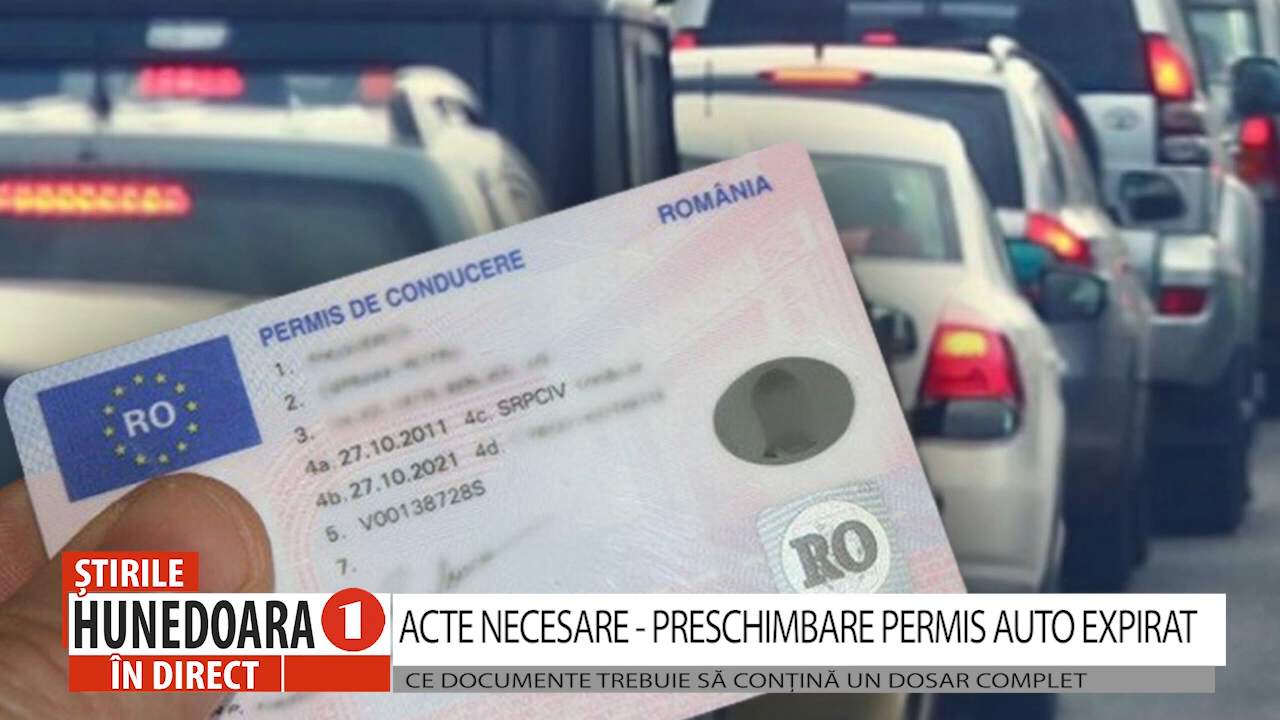 ROMÂNIA
PERMIS DE CONDUCERE
RO
1.
2.
3.
4a. 27.10.2011 4c. SRPCIV
4b. 27.10.2021 4d.
5. V00138728S
7.
RO
ȘTIRILE
HUNEDOARA 1
ÎN DIRECT
ACTE NECESARE - PRESCHIMBARE PERMIS AUTO EXPIRAT
CE DOCUMENTE TREBUIE SĂ CONȚINĂ UN DOSAR COMPLET